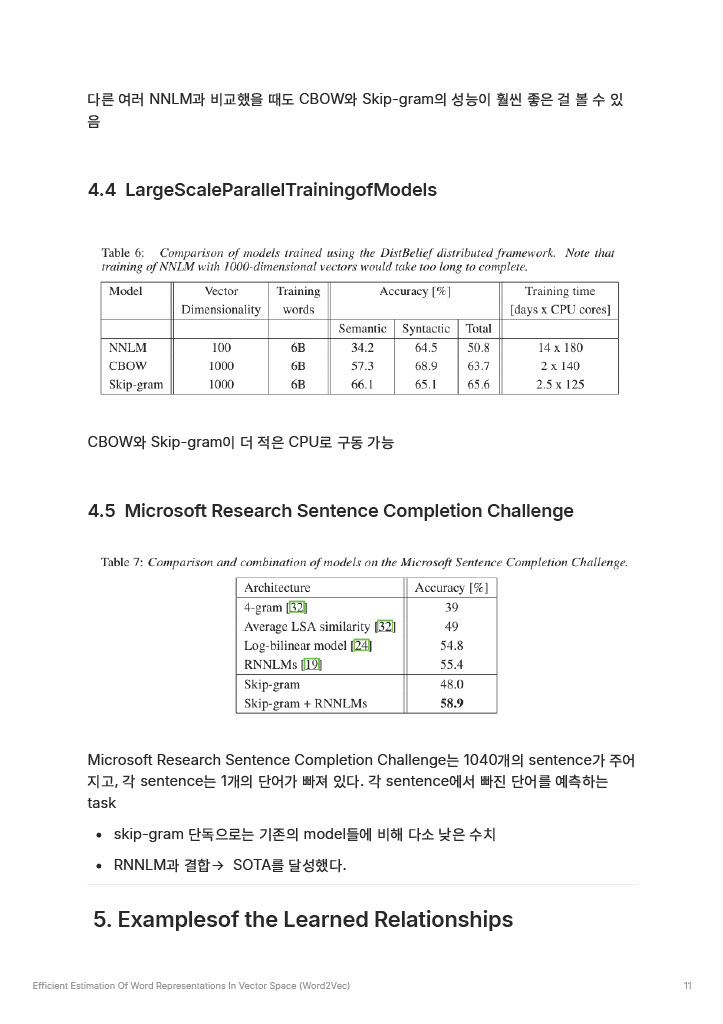 다른 여러 NNLM과 비교했을 때도 CBOW와 Skip-gram의 성능이 훨씬 좋은 걸 볼 수 있
음
4.4 LargeScaleParallelTrainingofModels
Table 6: Comparison of models trained using the DistBelief distributed framework. Note that
training of NNLM with 1000-dimensional vectors would take too long to complete.
Model Vector Training Accuracy [%] Training time
Dimensionality words [days x CPU cores]
Semantic Syntactic Total
NNLM 100 6B 34.2 64.5 50.8 14 x 180
CBOW 1000 6B 57.3 68.9 63.7 2 x 140
Skip-gram 1000 6B 66.1 65.1 65.6 2.5 x 125
CBOW와 Skip-gram이 더 적은 CPU로 구동 가능
4.5 Microsoft Research Sentence Completion Challenge
Table 7: Comparison and combination of models on the Microsoft Sentence Completion Challenge.
Architecture Accuracy [%]
4-gram [32] 39
Average LSA similarity [32] 49
Log-bilinear model [24] 54.8
RNNLMs [19] 55.4
Skip-gram 48.0
Skip-gram + RNNLMs 58.9
Microsoft Research Sentence Completion Challenge는 1040개의 sentence가 주어
지고, 각 sentence는 1개의 단어가 빠져 있다. 각 sentence에서 빠진 단어를 예측하는
task
• skip-gram 단독으로는 기존의 model들에 비해 다소 낮은 수치
• RNNLM과 결합→ SOTA를 달성했다.
5. Examplesof the Learned Relationships
Efficient Estimation Of Word Representations In Vector Space (Word2Vec) 11